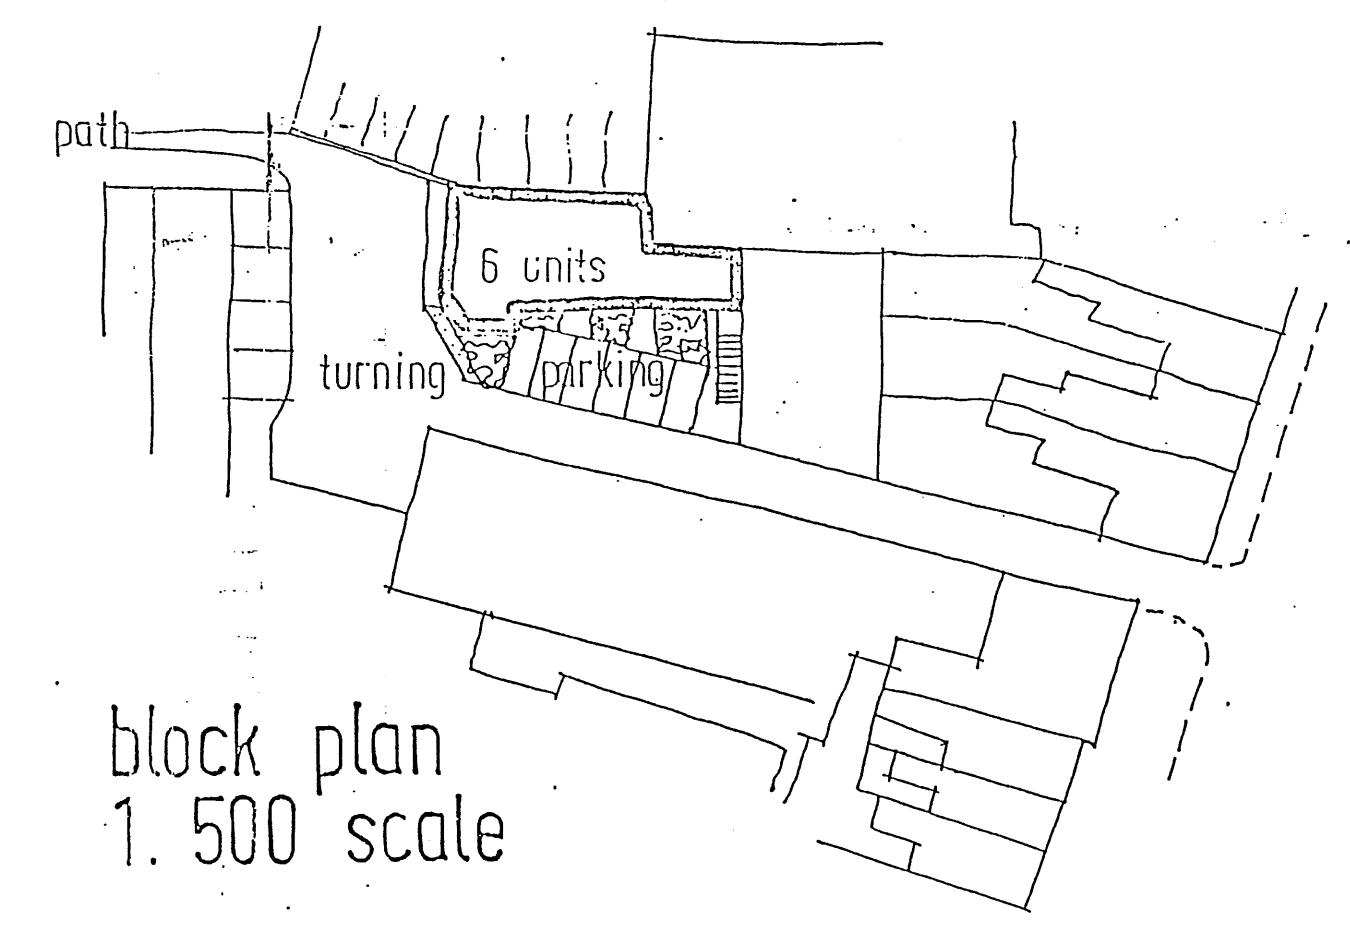 path
6 units
turning
parking
block plan
1. 500 scale